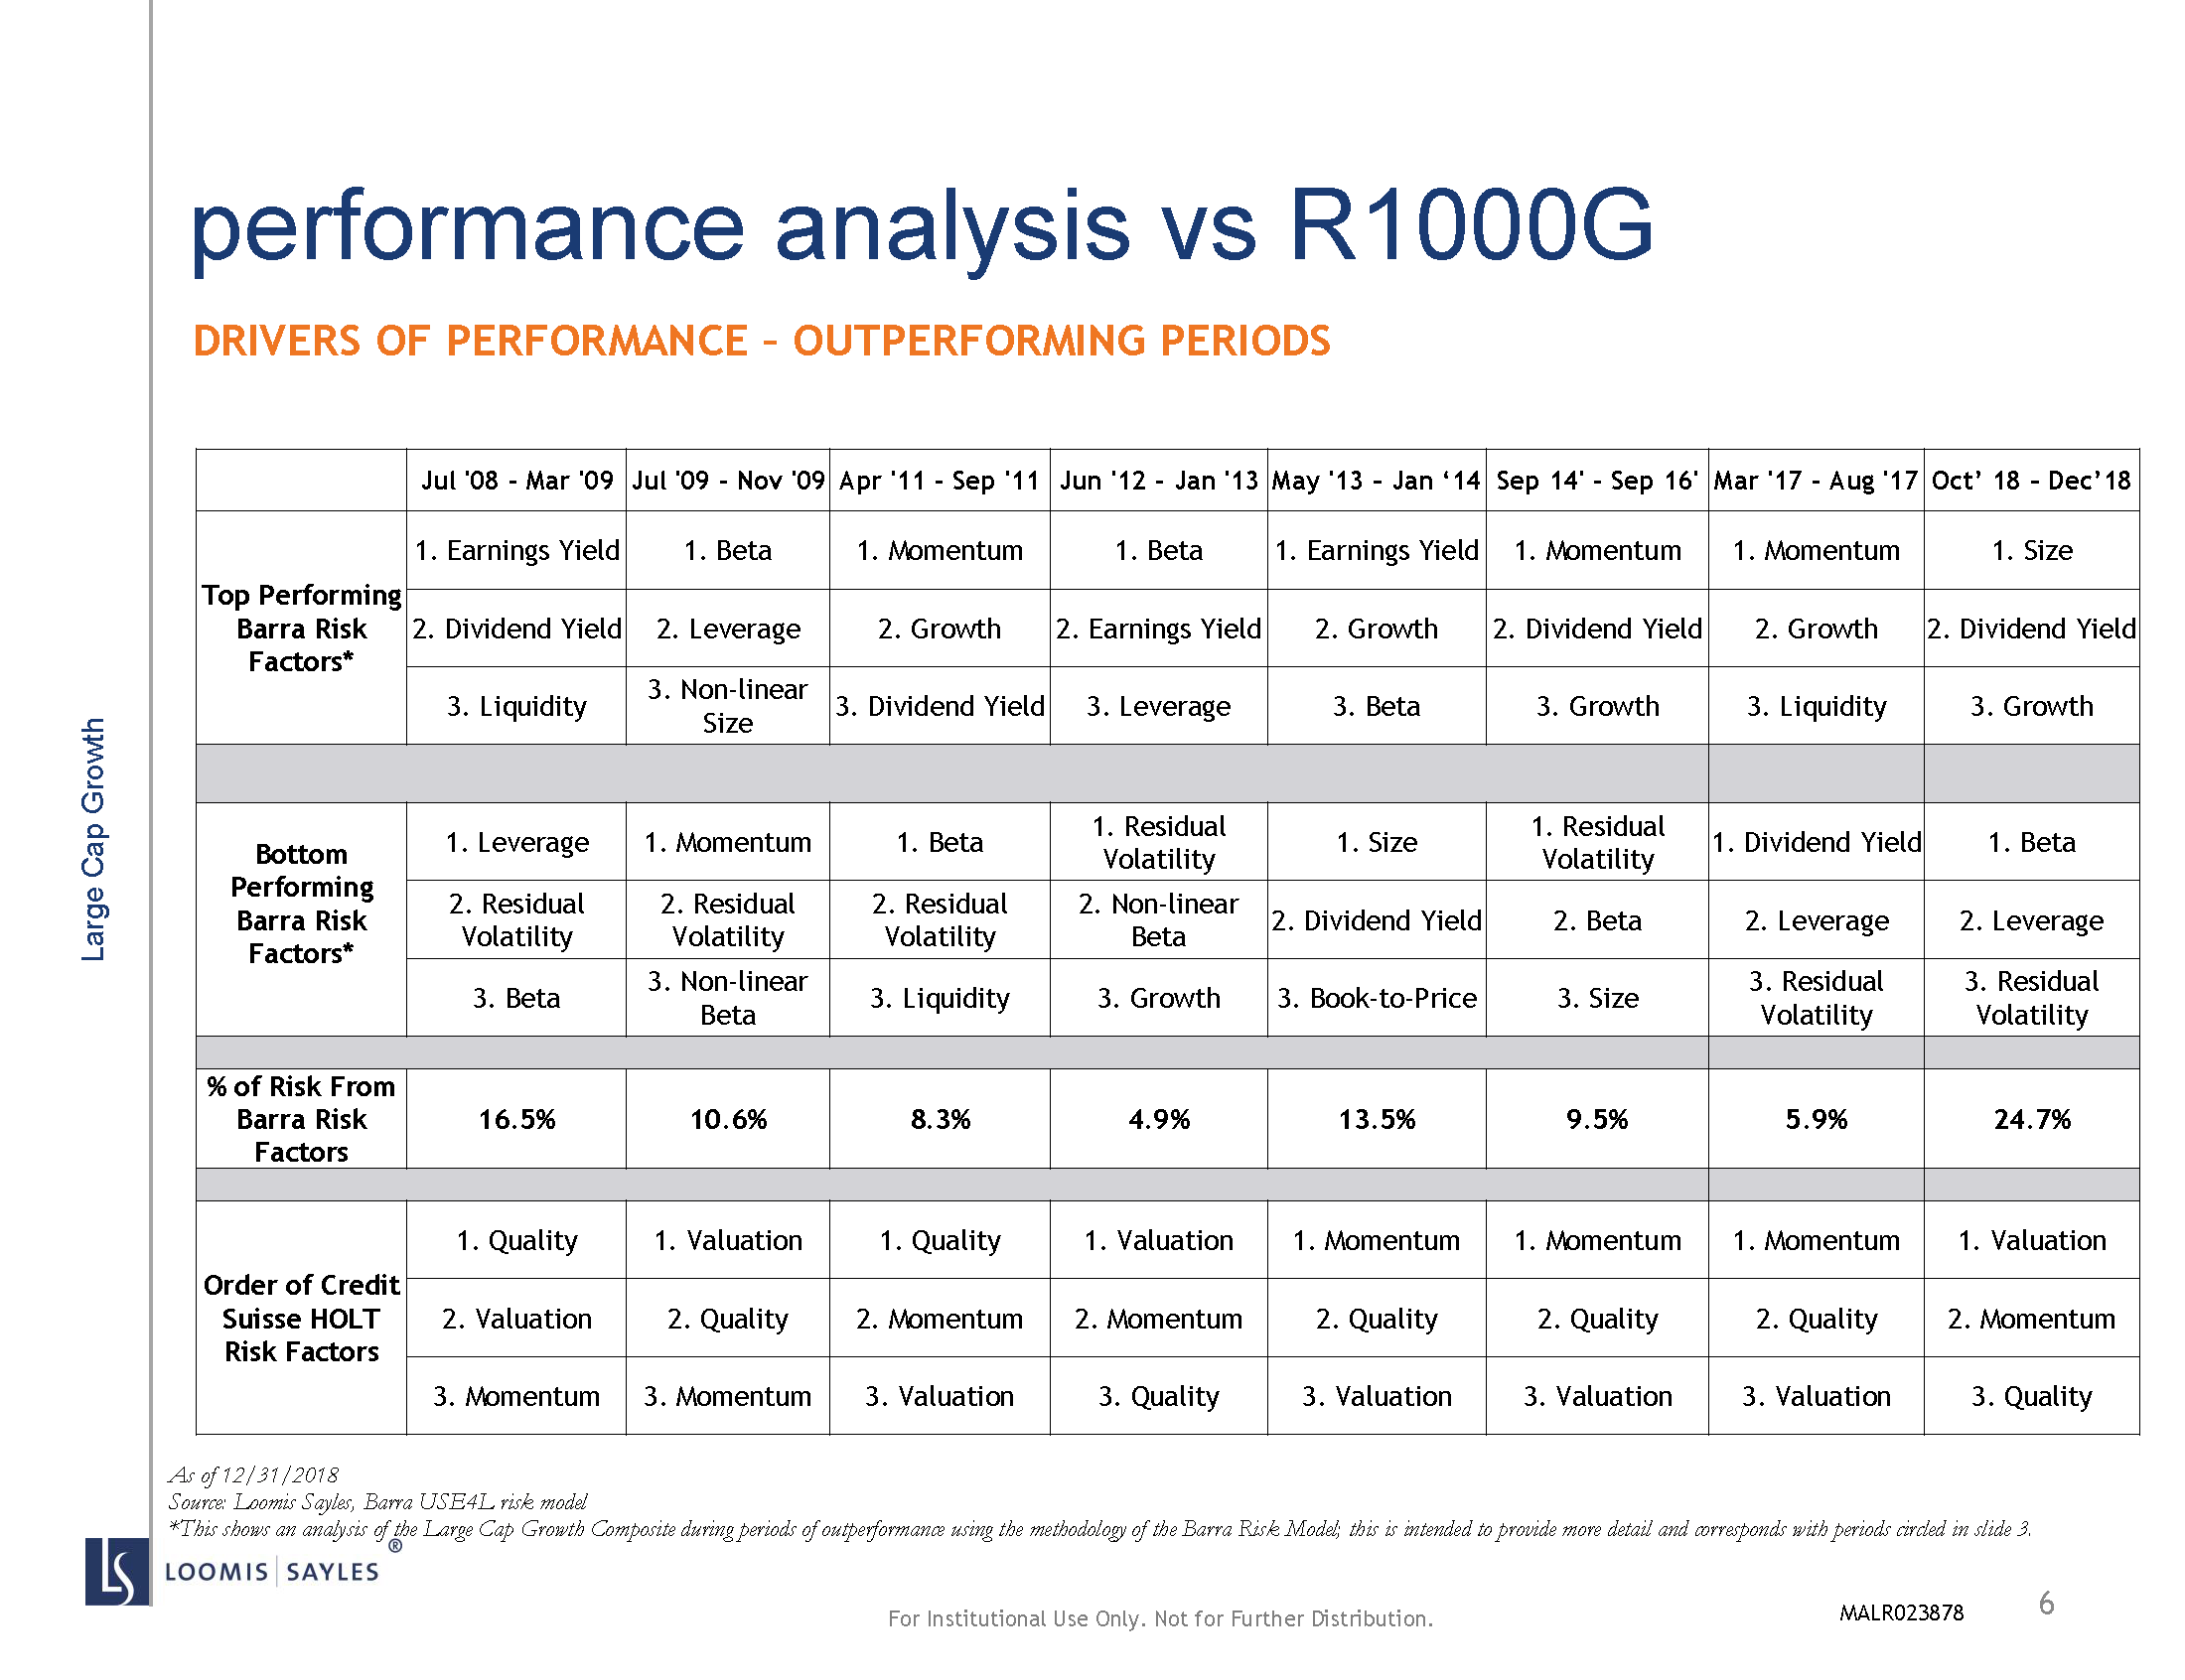 performance analysis vs R1000G
DRIVERS OF PERFORMANCE – OUTPERFORMING PERIODS
Large Cap Growth
Jul '08 - Mar '09 Jul '09 - Nov '09 Apr '11 - Sep '11 Jun '12 - Jan '13 May '13 - Jan ‘14 Sep 14' - Sep 16' Mar '17 - Aug '17 Oct’ 18 – Dec’18
Top Performing
Barra Risk
Factors*
1. Earnings Yield 1. Beta 1. Momentum 1. Beta 1. Earnings Yield 1. Momentum 1. Momentum 1. Size
2. Dividend Yield 2. Leverage 2. Growth 2. Earnings Yield 2. Growth 2. Dividend Yield 2. Growth 2. Dividend Yield
3. Liquidity 3. Non-linear
Size 3. Dividend Yield 3. Leverage 3. Beta 3. Growth 3. Liquidity 3. Growth
Bottom
Performing
Barra Risk
Factors*
1. Leverage 1. Momentum 1. Beta 1. Residual
Volatility 1. Size 1. Residual
Volatility 1. Dividend Yield 1. Beta
2. Residual
Volatility 2. Residual
Volatility 2. Residual
Volatility 2. Non-linear
Beta 2. Dividend Yield 2. Beta 2. Leverage 2. Leverage
3. Beta 3. Non-linear
Beta 3. Liquidity 3. Growth 3. Book-to-Price 3. Size 3. Residual
Volatility 3. Residual
Volatility
% of Risk From
Barra Risk
Factors
16.5% 10.6% 8.3% 4.9% 13.5% 9.5% 5.9% 24.7%
Order of Credit
Suisse HOLT
Risk Factors
1. Quality 1. Valuation 1. Quality 1. Valuation 1. Momentum 1. Momentum 1. Momentum 1. Valuation
2. Valuation 2. Quality 2. Momentum 2. Momentum 2. Quality 2. Quality 2. Quality 2. Momentum
3. Momentum 3. Momentum 3. Valuation 3. Quality 3. Valuation 3. Valuation 3. Valuation 3. Quality
As of 12/31/2018
Source: Loomis Sayles, Barra USE4L risk model
*This shows an analysis of the Large Cap Growth Composite during periods of outperformance using the methodology of the Barra Risk Model; this is intended to provide more detail and corresponds with periods circled in slide 3.
LS LOOMIS | SAYLES ®
For Institutional Use Only. Not for Further Distribution.
MALR023878
6